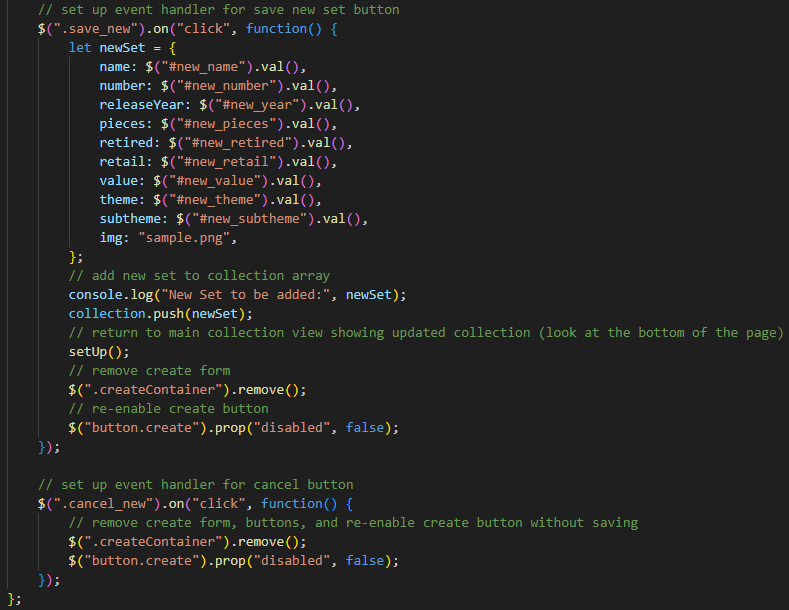 // set up event handler for save new set button
$(".save_new").on("click", function() {
let newSet = {
name: $("#new_name").val(),
number: $("#new_number").val(),
releaseYear: $("#new_year").val(),
pieces: $("#new_pieces").val(),
retired: $("#new_retired").val(),
retail: $("#new_retail").val(),
value: $("#new_value").val(),
theme: $("#new_theme").val(),
subtheme: $("#new_subtheme").val(),
img: "sample.png",
};
// add new set to collection array
console.log("New Set to be added:", newSet);
collection.push(newSet);
// return to main collection view showing updated collection (look at the bottom of the page)
setUp();
// remove create form
$(".createContainer").remove();
// re-enable create button
$("button.create").prop("disabled", false);
});
// set up event handler for cancel button
$(".cancel_new").on("click", function() {
// remove create form, buttons, and re-enable create button without saving
$(".createContainer").remove();
$("button.create").prop("disabled", false);
});
};